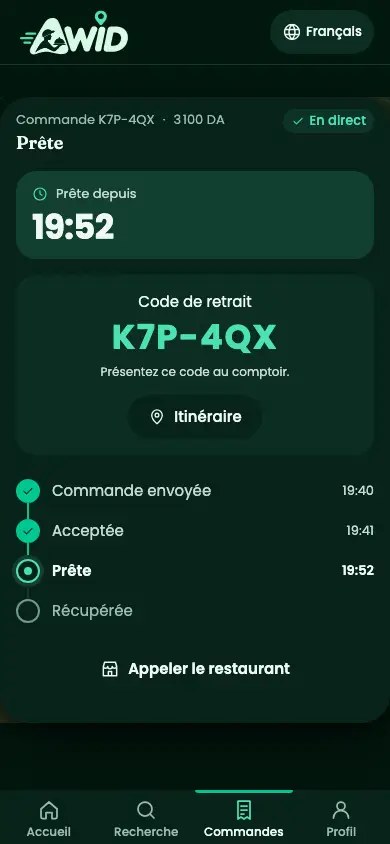 AWID
Français
Commande K7P-4QX · 3 100 DA
En direct
Prête
Prête depuis
19:52
Code de retrait
K7P-4QX
Présentez ce code au comptoir.
Itinéraire
Commande envoyée 19:40
Acceptée 19:41
Prête 19:52
Récupérée
Appeler le restaurant
Accueil Recherche Commandes Profil